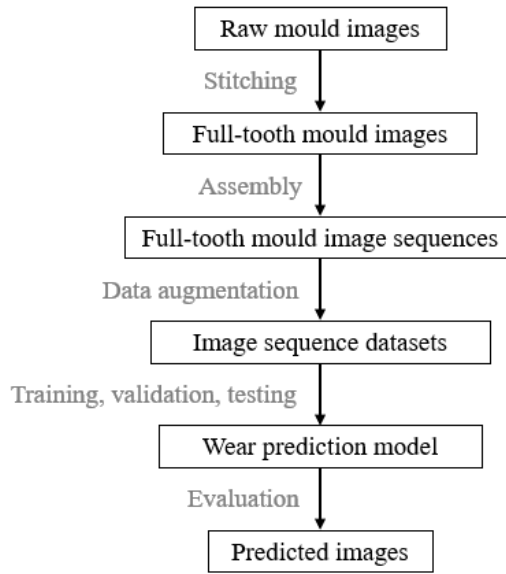 Raw mould images
Stitching
Full-tooth mould images
Assembly
Full-tooth mould image sequences
Data augmentation
Image sequence datasets
Training, validation, testing
Wear prediction model
Evaluation
Predicted images